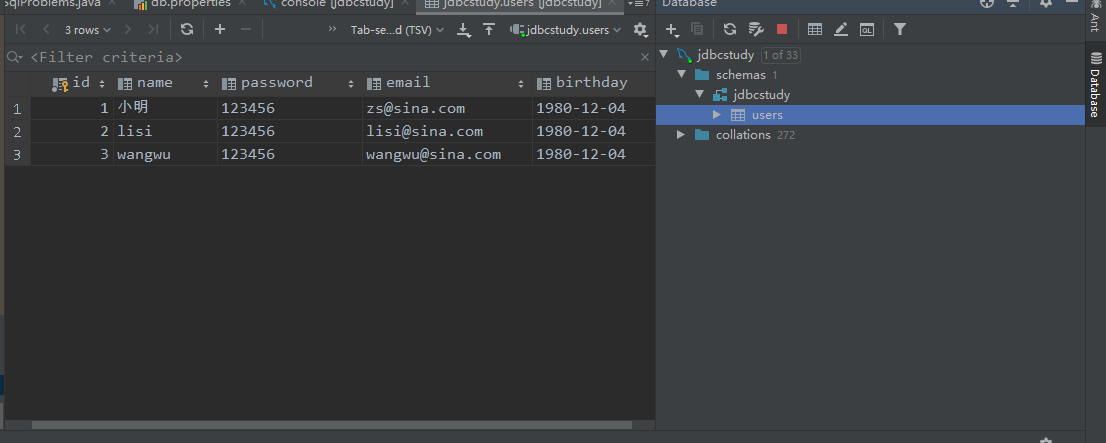 SqlProblems.java db.properties console [jdbcstudy] jdbcstudy.users [jdbcstudy] Database
3 rows Tab-se...d (TSV) jdbcstudy.users
<Filter criteria>
id name password email birthday
1 1 小明 123456 zs@sina.com 1980-12-04
2 2 lisi 123456 lisi@sina.com 1980-12-04
3 3 wangwu 123456 wangwu@sina.com 1980-12-04
QL
jdbcstudy 1 of 33
schemas 1
jdbcstudy
users
collations 272
Ant
Database